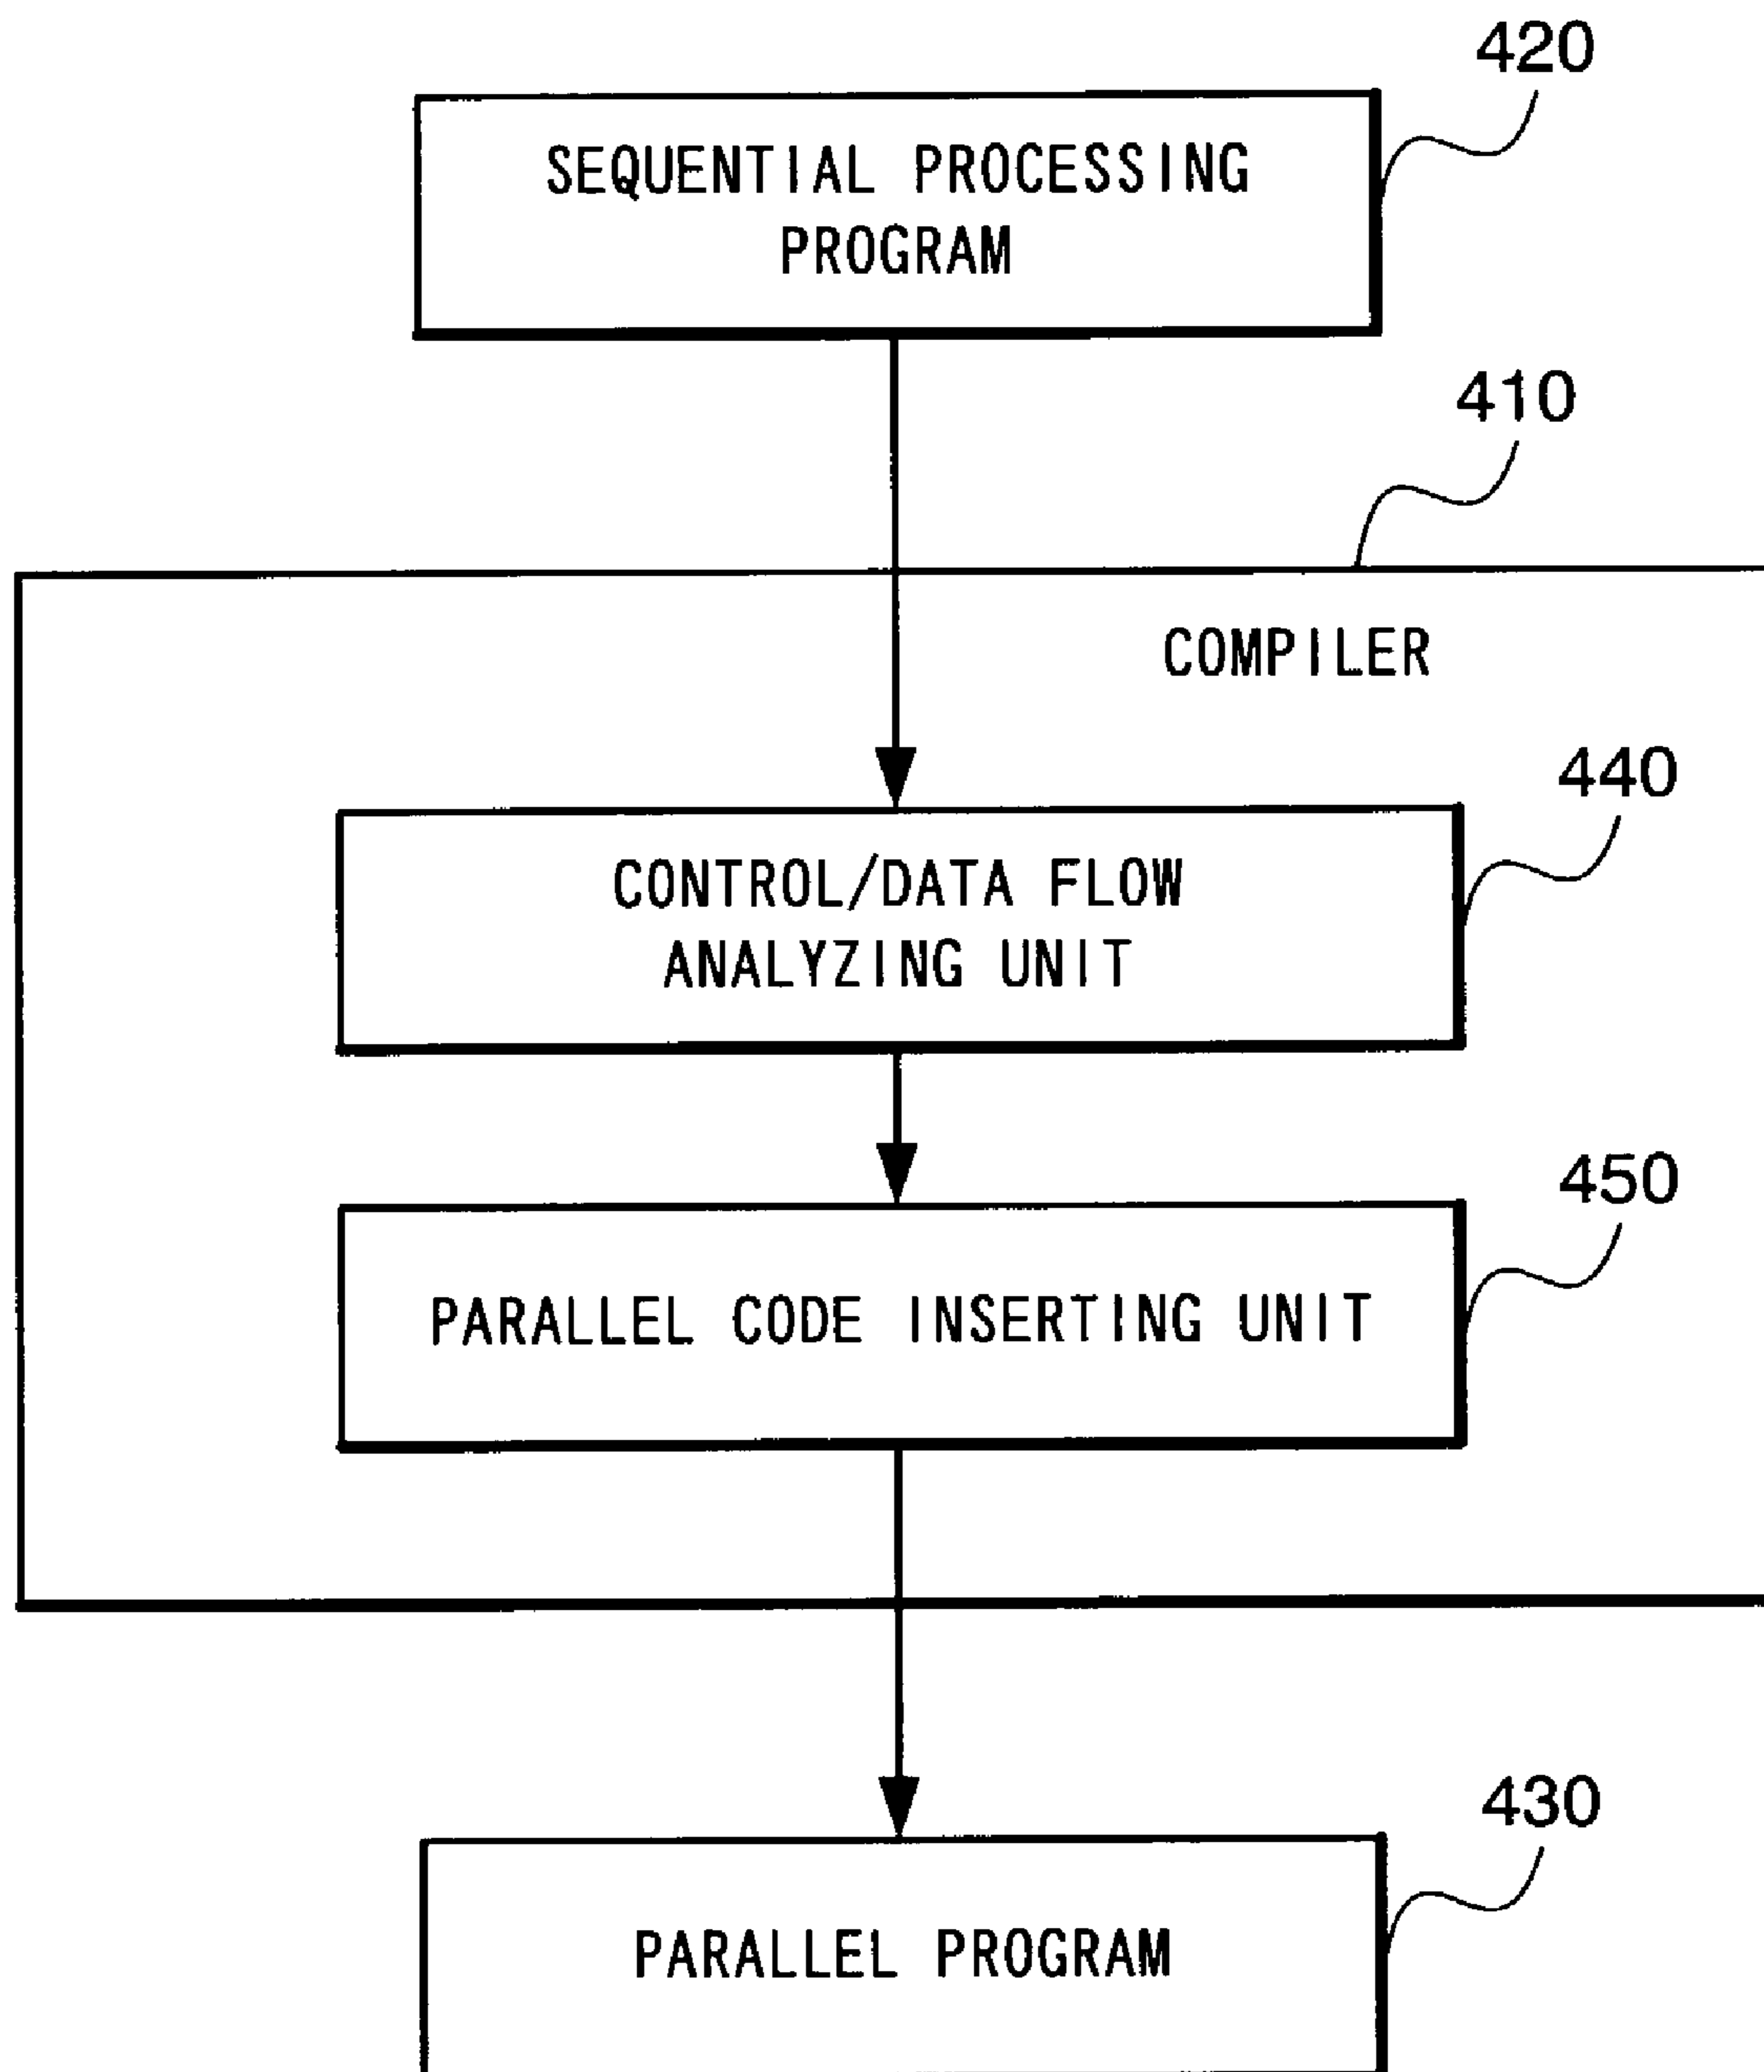 420
SEQUENTIAL PROCESSING
PROGRAM
410
COMPILER
440
CONTROL/DATA FLOW
ANALYZING UNIT
450
PARALLEL CODE INSERTING UNIT
430
PARALLEL PROGRAM